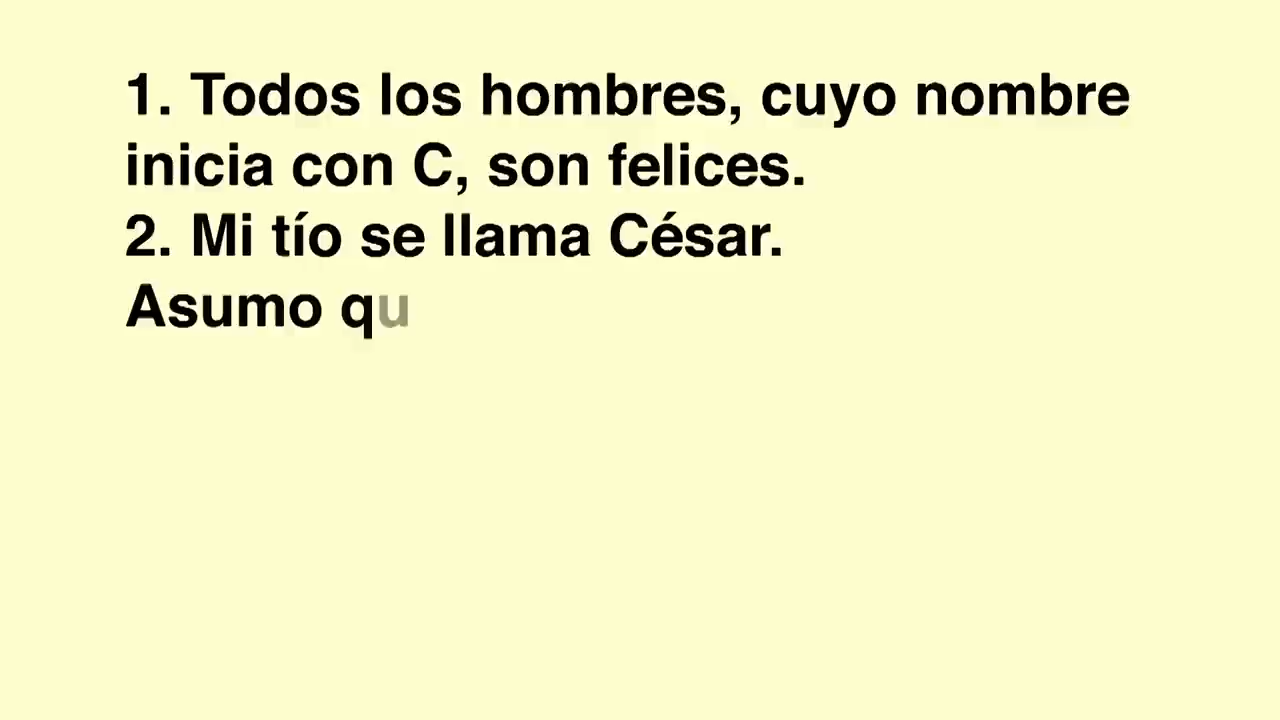 1. Todos los hombres, cuyo nombre
inicia con C, son felices.
2. Mi tío se llama César.
Asumo qu